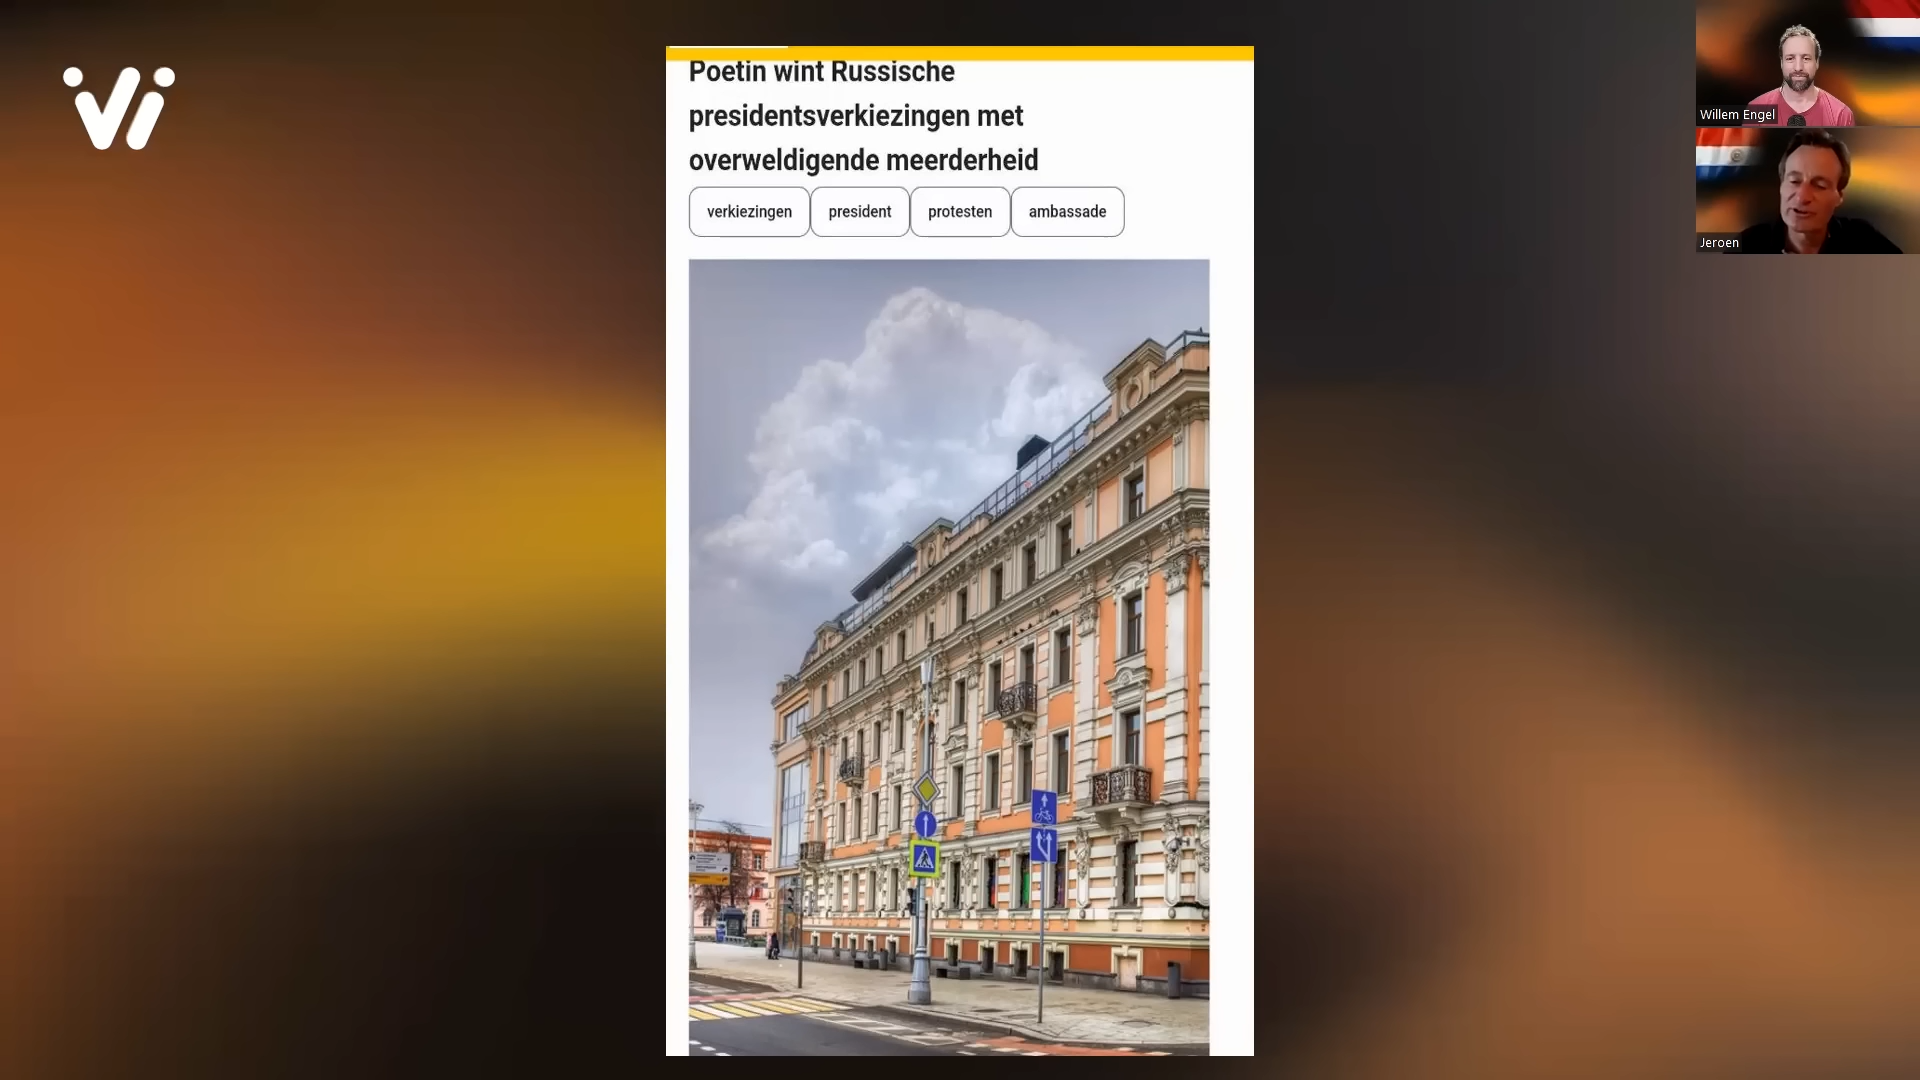 Poetin wint Russische
presidentsverkiezingen met
overweldigende meerderheid
verkiezingen
president
protesten
ambassade
Willem Engel
Jeroen